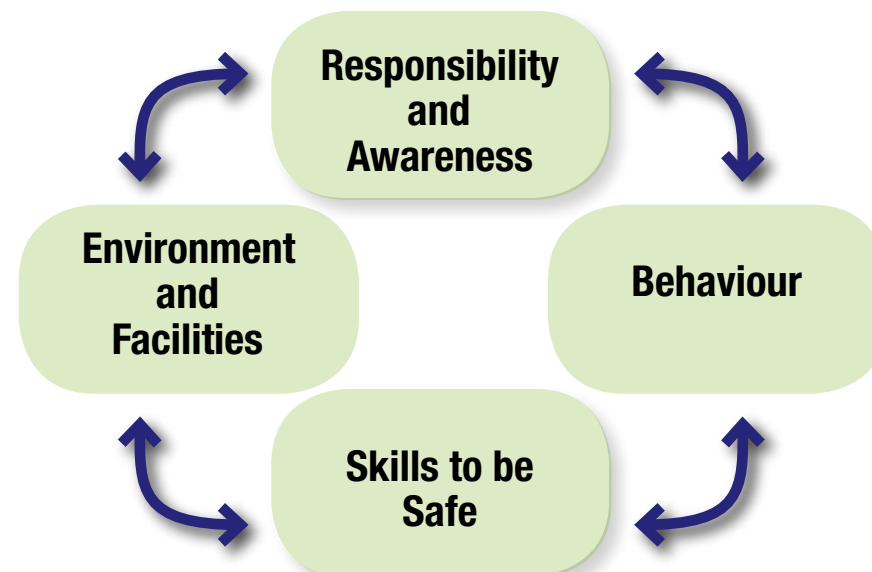 Responsibility
and
Awareness
Environment
and
Facilities
Behaviour
Skills to be
Safe